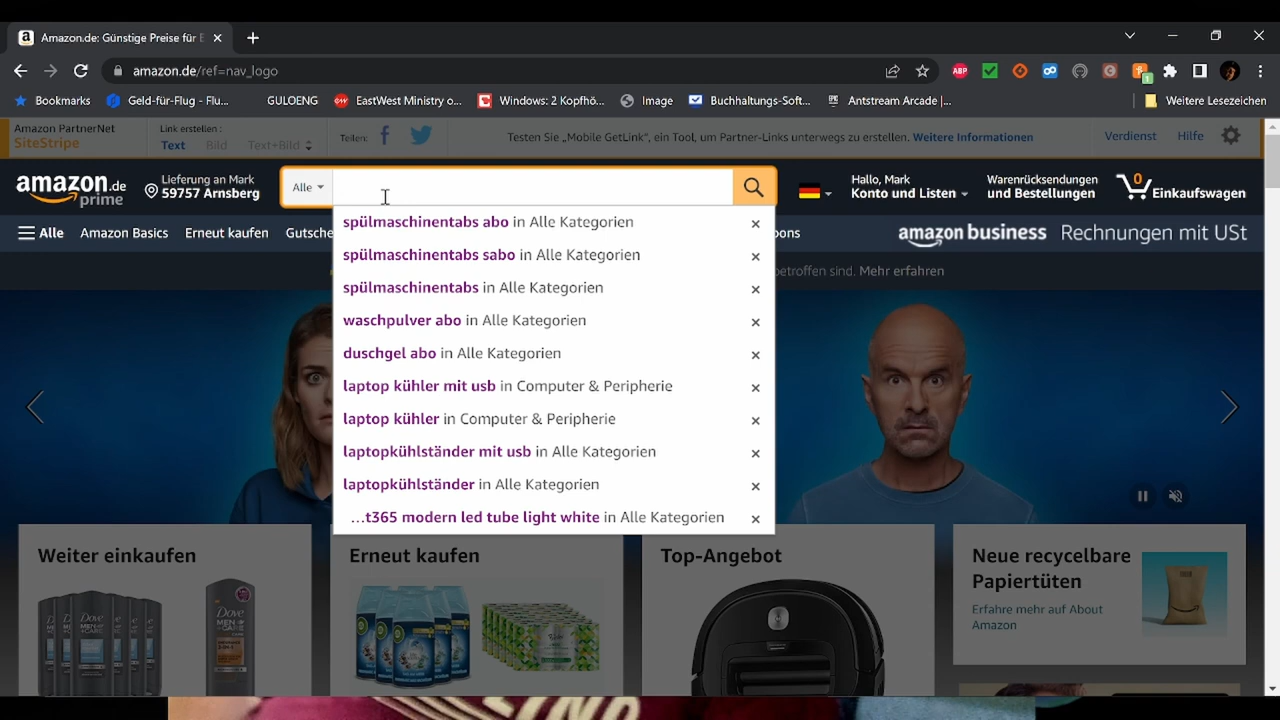 Amazon.de: Günstige Preise für E
amazon.de/ref=nav_logo
Bookmarks Geld-für-Flug - Flu... GULOENG EastWest Ministry o... Windows: 2 Kopfhö... Image Buchhaltungs-Soft... Antstream Arcade |... Weitere Lesezeichen
Amazon PartnerNet
SiteStripe
Link erstellen :
Text Bild Text+Bild
Teilen:
Testen Sie „Mobile GetLink“, ein Tool, um Partner-Links unterwegs zu erstellen. Weitere Informationen
Verdienst Hilfe
amazon.de
prime
Lieferung an Mark
59757 Arnsberg
Alle
Hallo, Mark
Konto und Listen
Warenrücksendungen
und Bestellungen
0
Einkaufswagen
Alle Amazon Basics Erneut kaufen Gutsche
pons
amazon business Rechnungen mit USt
betroffen sind. Mehr erfahren
spülmaschinentabs abo in Alle Kategorien
spülmaschinentabs sabo in Alle Kategorien
spülmaschinentabs in Alle Kategorien
waschpulver abo in Alle Kategorien
duschgel abo in Alle Kategorien
laptop kühler mit usb in Computer & Peripherie
laptop kühler in Computer & Peripherie
laptopkühlständer mit usb in Alle Kategorien
laptopkühlständer in Alle Kategorien
...t365 modern led tube light white in Alle Kategorien
Weiter einkaufen
Erneut kaufen
Top-Angebot
Neue recycelbare
Papiertüten
Erfahre mehr auf About
Amazon
Dove
MEN+CARE
Dove
MEN+CARE